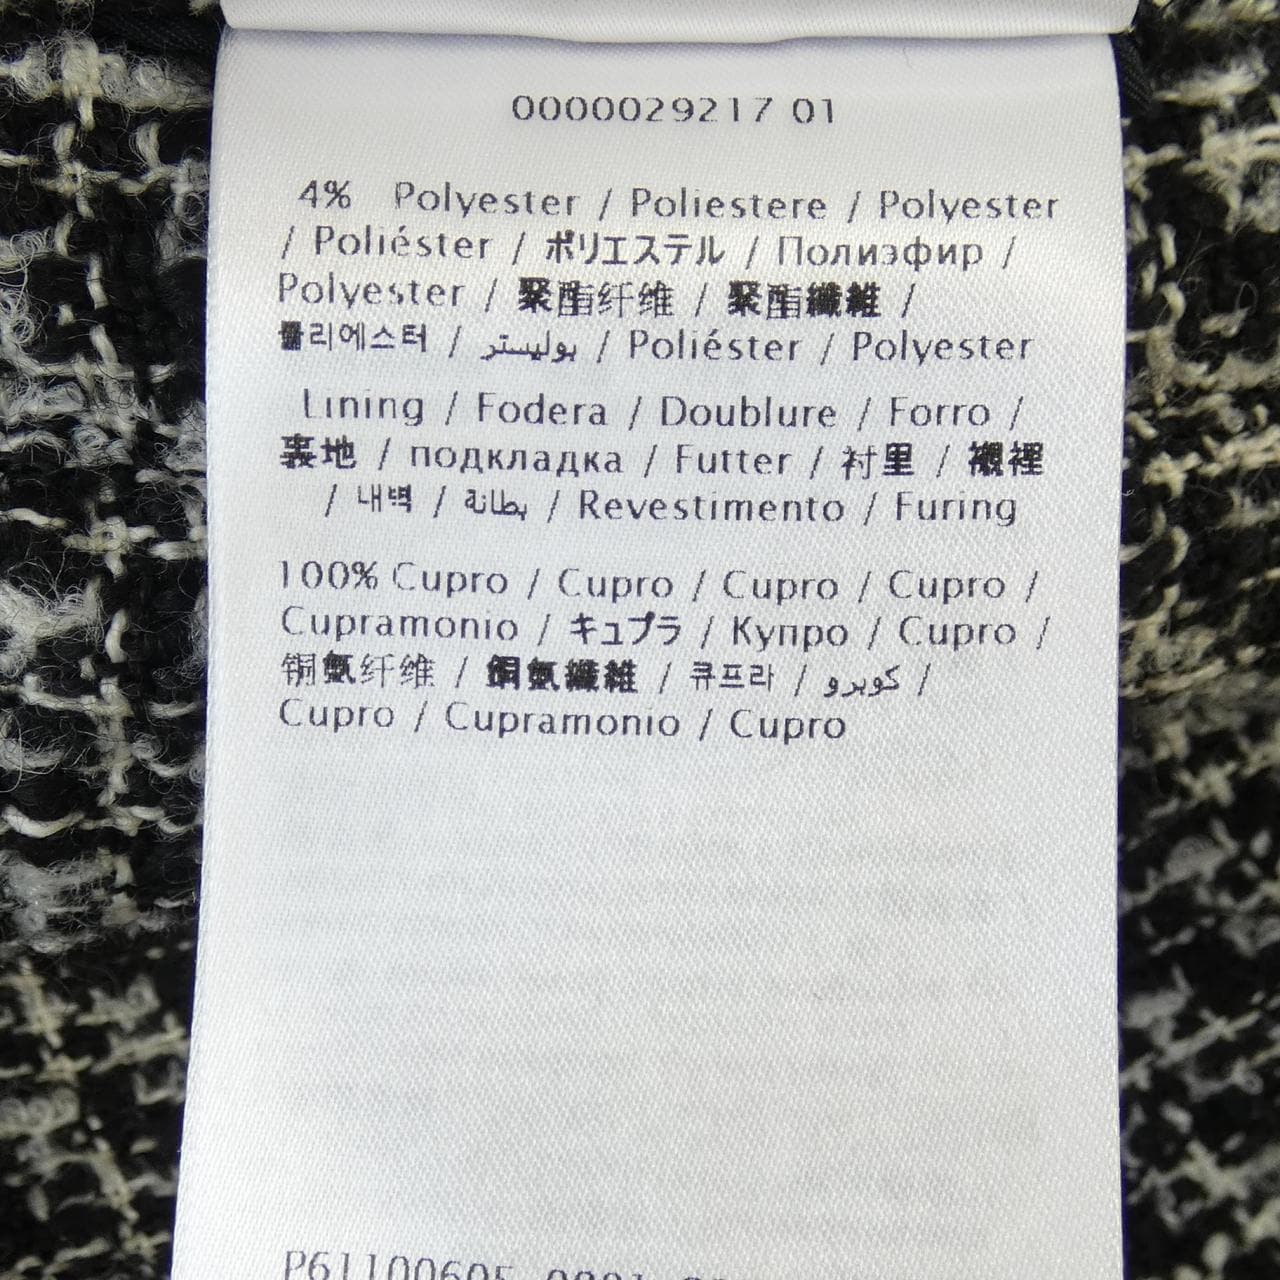 0000029217 01
4% Polyester / Poliestere / Polyester
/ Poliéster / ポリエステル / Полиэфир /
Polyester / 聚酯纤维 / 聚酯纖維 /
폴리에스터 / بوليستر / Poliéster / Polyester
Lining / Fodera / Doublure / Forro /
裏地 / подкладка / Futter / 衬里 / 襯裡
/ 내벽 / بطانة / Revestimento / Furing
100% Cupro / Cupro / Cupro / Cupro /
Cupramonio / キュプラ / Купро / Cupro /
铜氨纤维 / 銅氨纖維 / 큐프라 / كوبرو /
Cupro / Cupramonio / Cupro
P61100605